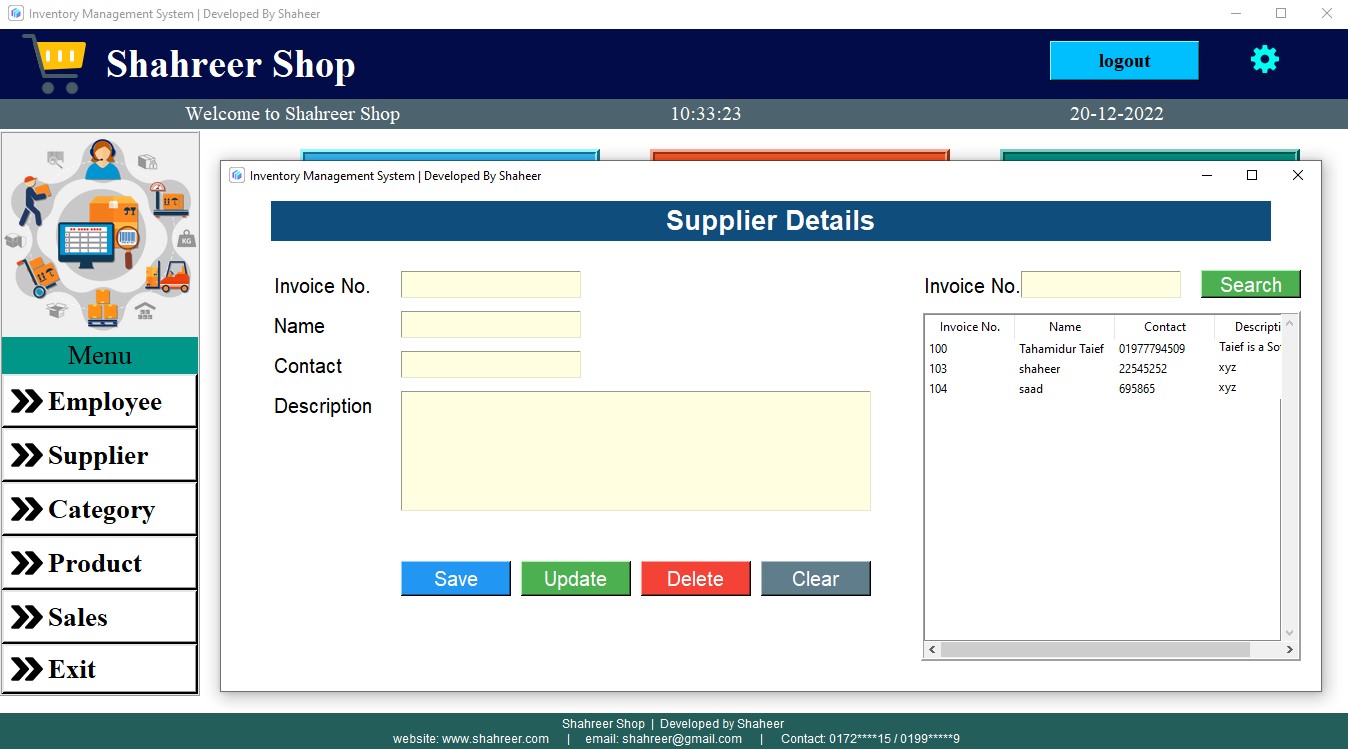 Inventory Management System | Developed By Shaheer
Shahreer Shop
logout
Welcome to Shahreer Shop 10:33:23 20-12-2022
Inventory Management System | Developed By Shaheer
Supplier Details
KG
Menu
Employee
Supplier
Category
Product
Sales
Exit
Invoice No.
Name
Contact
Description
Save Update Delete Clear
Invoice No. Search
Invoice No. Name Contact Descripti
100 Tahamidur Taief 01977794509 Taief is a So
103 shaheer 22545252 xyz
104 saad 695865 xyz
Shahreer Shop | Developed by Shaheer
website: www.shahreer.com | email: shahreer@gmail.com | Contact: 0172****15 / 0199*****9